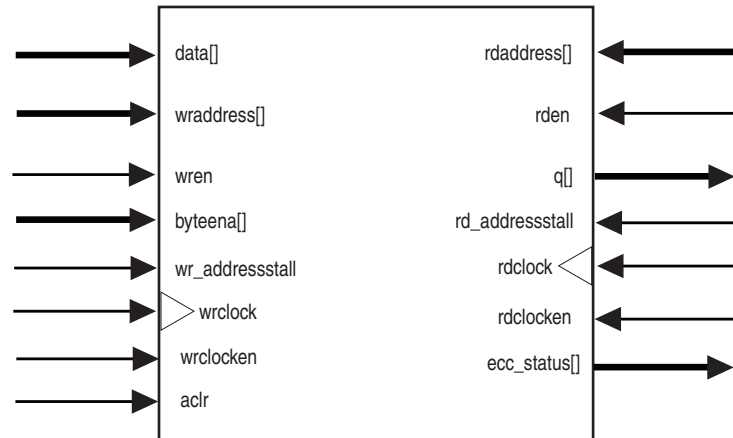 data[]
wraddress[]
wren
byteena[]
wr_addressstall
wrclock
wrclocken
aclr
rdaddress[]
rden
q[]
rd_addressstall
rdclock
rdclocken
ecc_status[]